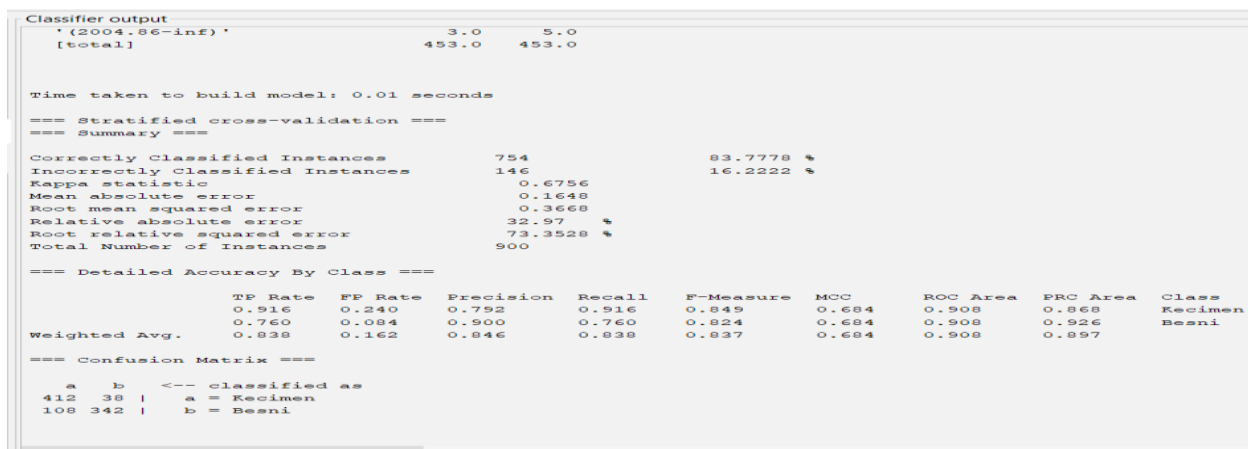 Classifier output
'(2004.86-inf)' 3.0 5.0
[total] 453.0 453.0
Time taken to build model: 0.01 seconds
=== Stratified cross-validation ===
=== Summary ===
Correctly Classified Instances 754 83.7778 %
Incorrectly Classified Instances 146 16.2222 %
Kappa statistic 0.6756
Mean absolute error 0.1648
Root mean squared error 0.3668
Relative absolute error 32.97 %
Root relative squared error 73.3528 %
Total Number of Instances 900
=== Detailed Accuracy By Class ===
TP Rate FP Rate Precision Recall F-Measure MCC ROC Area PRC Area Class
0.916 0.240 0.792 0.916 0.849 0.684 0.908 0.868 Kecimen
0.760 0.084 0.900 0.760 0.824 0.684 0.908 0.926 Besni
Weighted Avg. 0.838 0.162 0.846 0.838 0.837 0.684 0.908 0.897
=== Confusion Matrix ===
a b <-- classified as
412 38 | a = Kecimen
108 342 | b = Besni